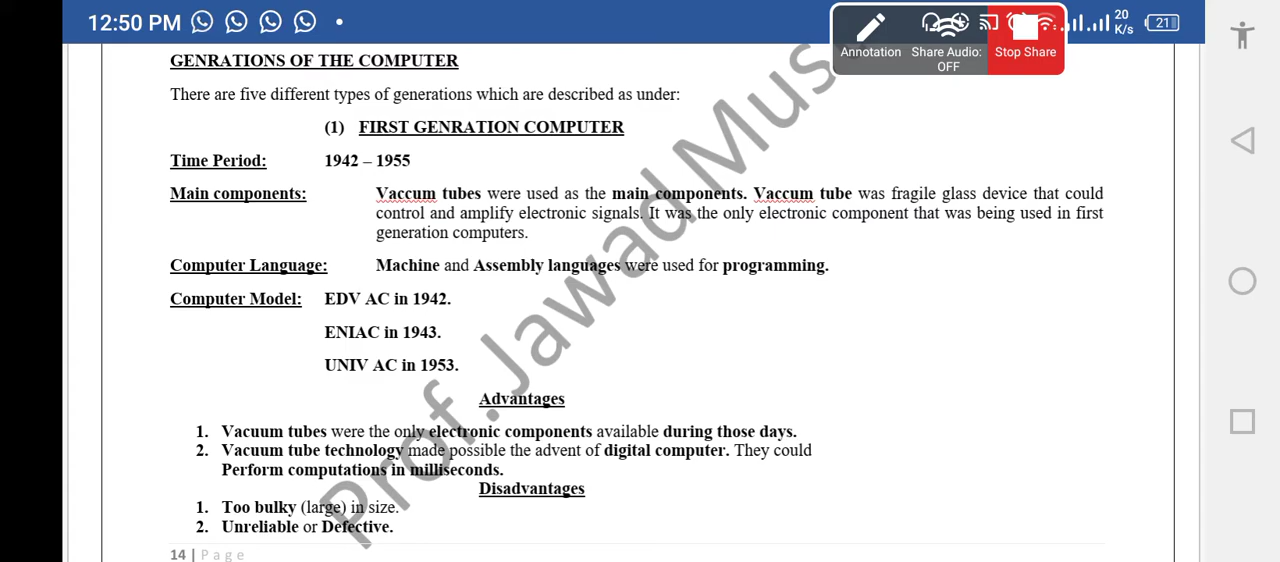 12:50 PM
20 K/s
21
Annotation
Share Audio: OFF
Stop Share
GENRATIONS OF THE COMPUTER
There are five different types of generations which are described as under:
(1) FIRST GENRATION COMPUTER
Time Period: 1942 – 1955
Main components: Vaccum tubes were used as the main components. Vaccum tube was fragile glass device that could
control and amplify electronic signals. It was the only electronic component that was being used in first
generation computers.
Computer Language: Machine and Assembly languages were used for programming.
Computer Model: EDV AC in 1942.
ENIAC in 1943.
UNIV AC in 1953.
Advantages
1. Vacuum tubes were the only electronic components available during those days.
2. Vacuum tube technology made possible the advent of digital computer. They could
Perform computations in milliseconds.
Disadvantages
1. Too bulky (large) in size.
2. Unreliable or Defective.
14 | Page
Prof. Jawad Mus